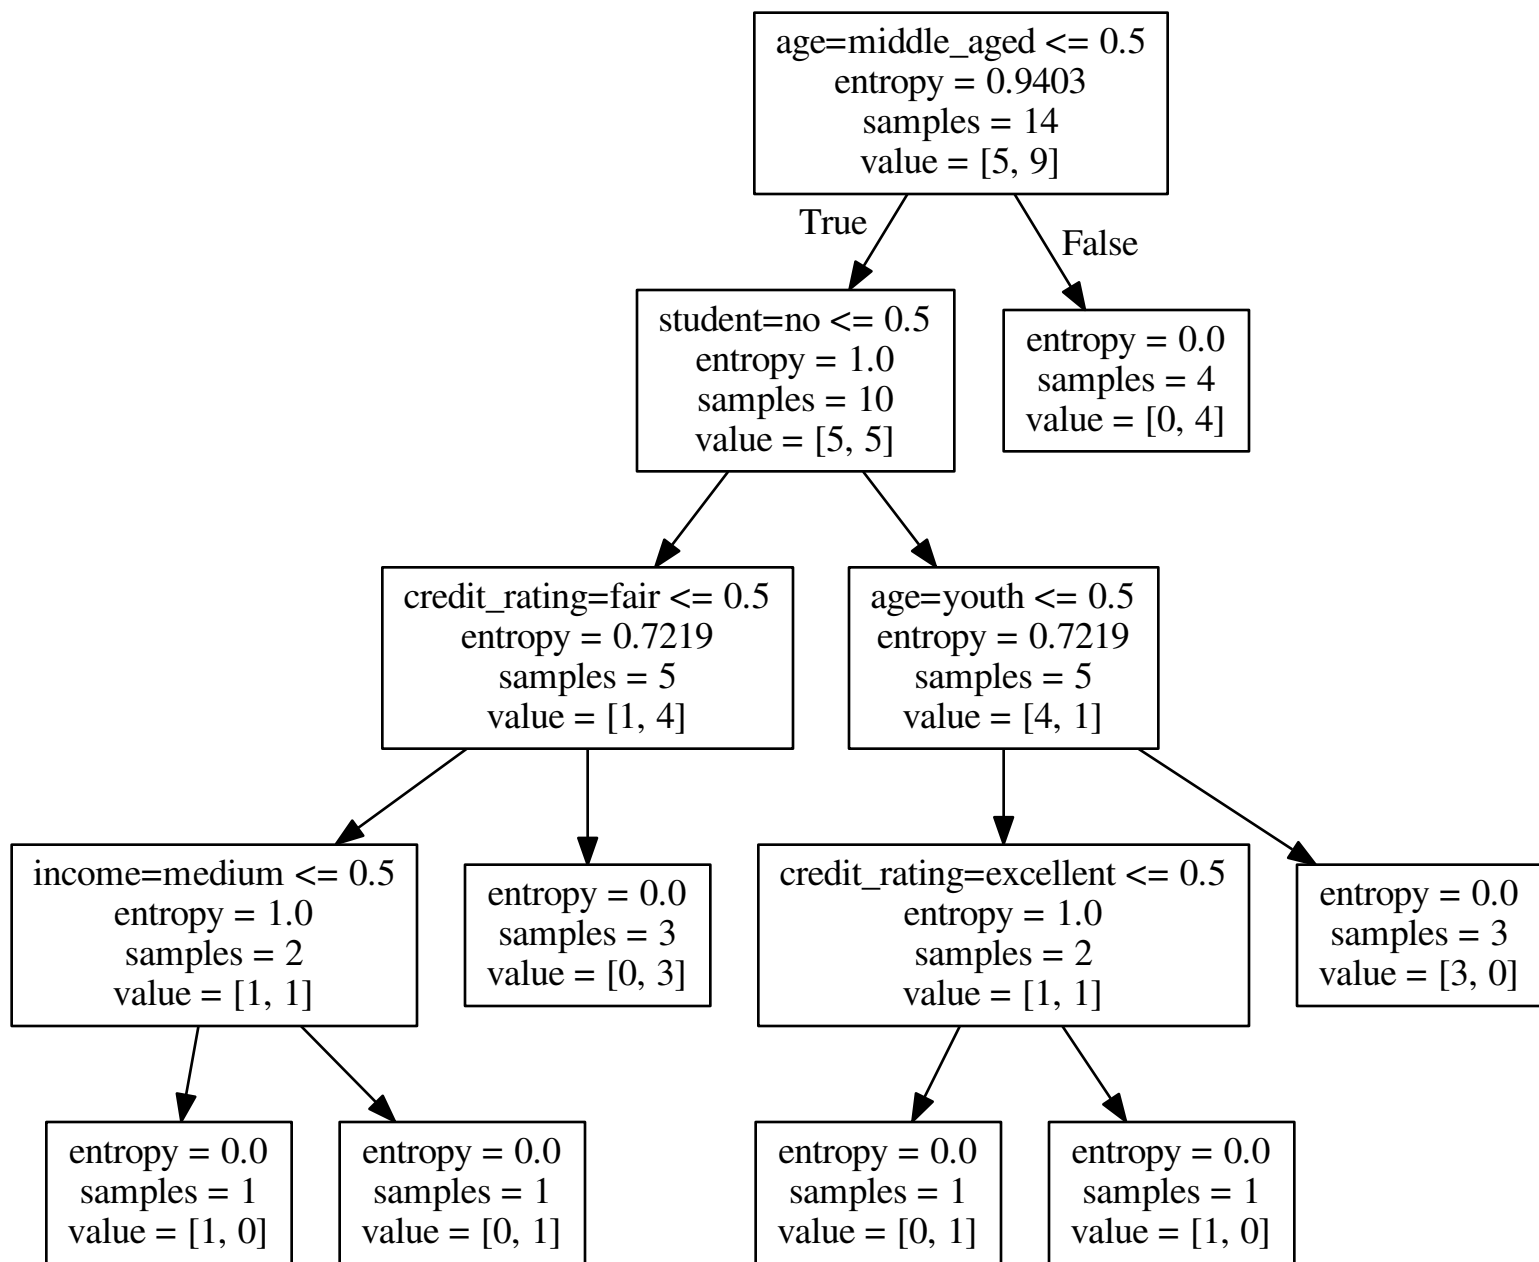 age=middle_aged <= 0.5
entropy = 0.9403
samples = 14
value = [5, 9]
True
False
student=no <= 0.5
entropy = 1.0
samples = 10
value = [5, 5]
entropy = 0.0
samples = 4
value = [0, 4]
credit_rating=fair <= 0.5
entropy = 0.7219
samples = 5
value = [1, 4]
age=youth <= 0.5
entropy = 0.7219
samples = 5
value = [4, 1]
income=medium <= 0.5
entropy = 1.0
samples = 2
value = [1, 1]
entropy = 0.0
samples = 3
value = [0, 3]
credit_rating=excellent <= 0.5
entropy = 1.0
samples = 2
value = [1, 1]
entropy = 0.0
samples = 3
value = [3, 0]
entropy = 0.0
samples = 1
value = [1, 0]
entropy = 0.0
samples = 1
value = [0, 1]
entropy = 0.0
samples = 1
value = [0, 1]
entropy = 0.0
samples = 1
value = [1, 0]